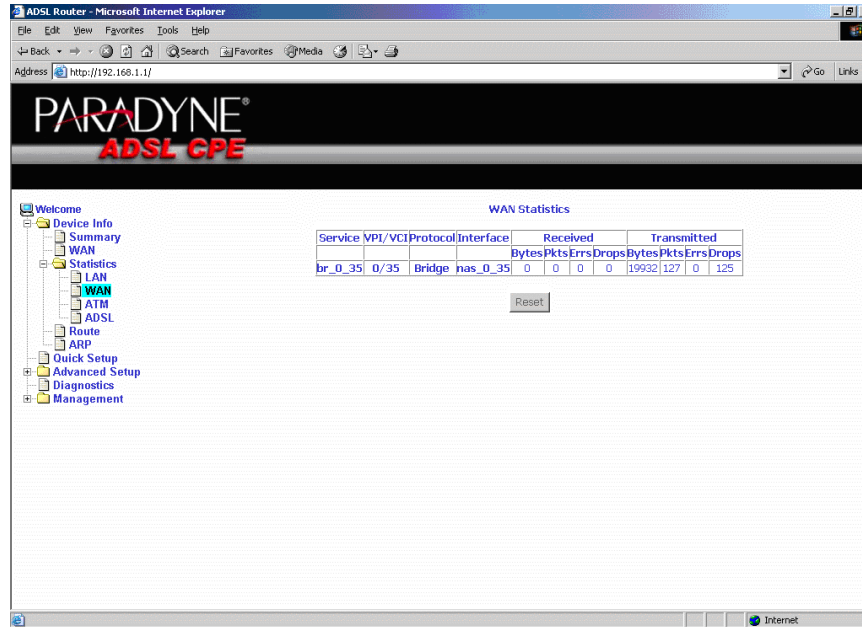 ADSL Router - Microsoft Internet Explorer
File Edit View Favorites Tools Help
Back Search Favorites Media
Address http://192.168.1.1/ Go Links
PARADYNE®
ADSL CPE
Welcome
Device Info
Summary
WAN
Statistics
LAN
WAN
ATM
ADSL
Route
ARP
Quick Setup
Advanced Setup
Diagnostics
Management
WAN Statistics
Service VPI/VCI Protocol Interface Received Transmitted
Bytes Pkts Errs Drops Bytes Pkts Errs Drops
br_0_35 0/35 Bridge nas_0_35 0 0 0 0 19932 127 0 125
Reset
Internet